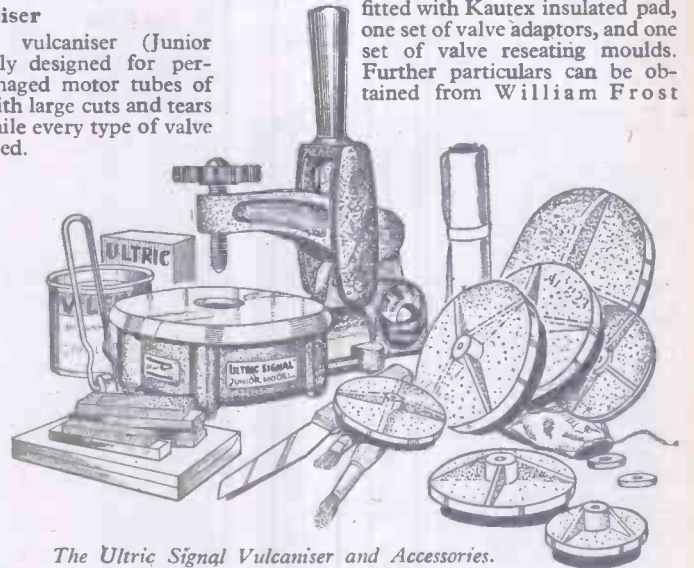 iser
vulcaniser (Junior
ly designed for per-
naged motor tubes of
ith large cuts and tears
hile every type of valve
ed.
fitted with Kautex insulated pad,
one set of valve adaptors, and one
set of valve reseating moulds.
Further particulars can be ob-
tained from William Frost
ULTRIC
ULTRIC SIGNAL
JUNIOR MODEL.
The Ultric Signal Vulcaniser and Accessories.